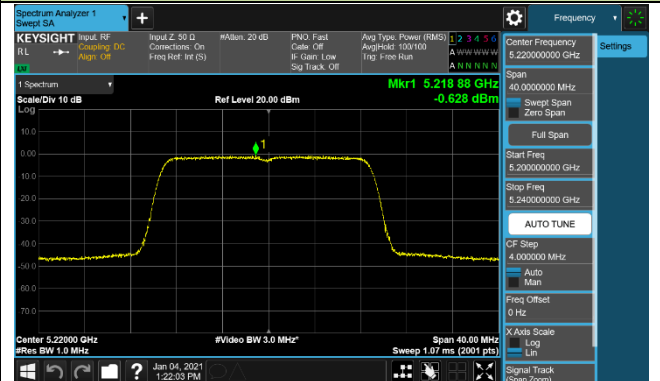 Spectrum Analyzer 1
Swept SA
+
Frequency
KEYSIGHT
RL
LXI
Input: RF
Coupling: DC
Align: Off
Input Z: 50 Ω
Corrections: On
Freq Ref: Int (S)
#Atten: 20 dB
PNO: Fast
Gate: Off
IF Gain: Low
Sig Track: Off
Avg Type: Power (RMS)
Avg|Hold: 100/100
Trig: Free Run
1 2 3 4 5 6
A W W W W W
A N N N N N
1 Spectrum
Scale/Div 10 dB
Log
Ref Level 20.00 dBm
Mkr1 5.218 88 GHz
-0.628 dBm
10.0
0.00
-10.0
-20.0
-30.0
-40.0
-50.0
-60.0
-70.0
1
Center 5.22000 GHz
#Res BW 1.0 MHz
#Video BW 3.0 MHz*
Span 40.00 MHz
Sweep 1.07 ms (2001 pts)
Center Frequency
5.220000000 GHz
Span
40.0000000 MHz
Swept Span
Zero Span
Full Span
Start Freq
5.200000000 GHz
Stop Freq
5.240000000 GHz
AUTO TUNE
CF Step
4.000000 MHz
Auto
Man
Freq Offset
0 Hz
X Axis Scale
Log
Lin
Signal Track
(Span Zoom)
Settings
?
Jan 04, 2021
1:22:03 PM